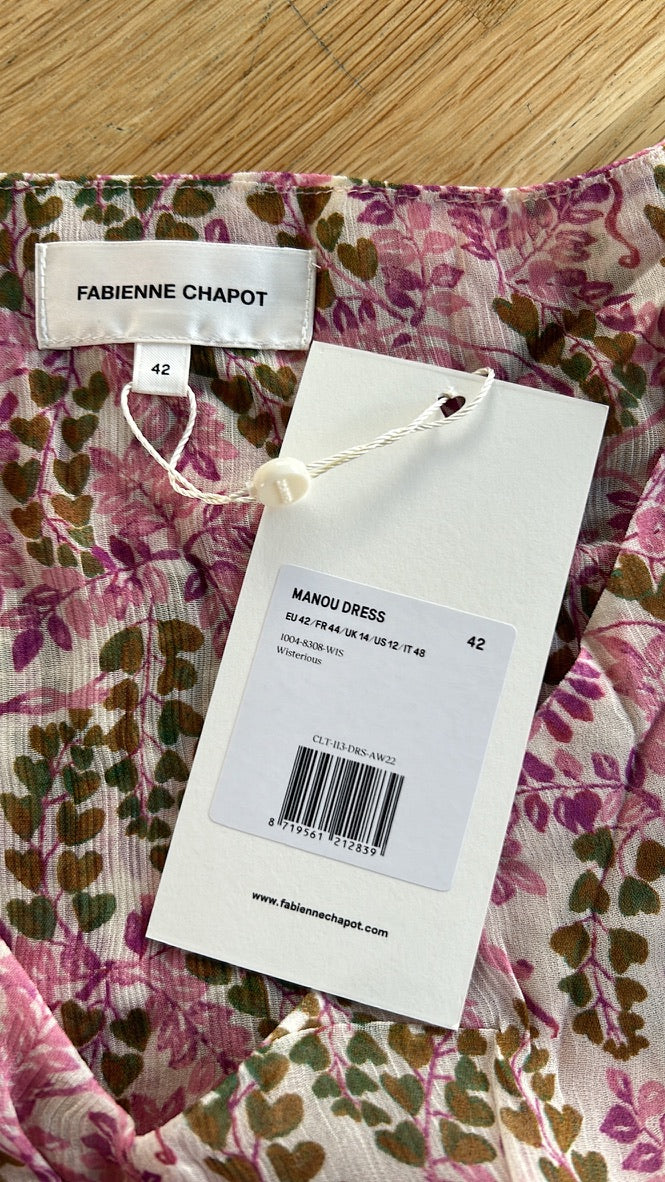 FABIENNE CHAPOT
42
MANOU DRESS
42
EU 42/FR 44/UK 14/US 12/IT 48
1004-8308-WIS
Wisterious
CLT-113-DRS-AW22
8 719561 212839
www.fabiennechapot.com